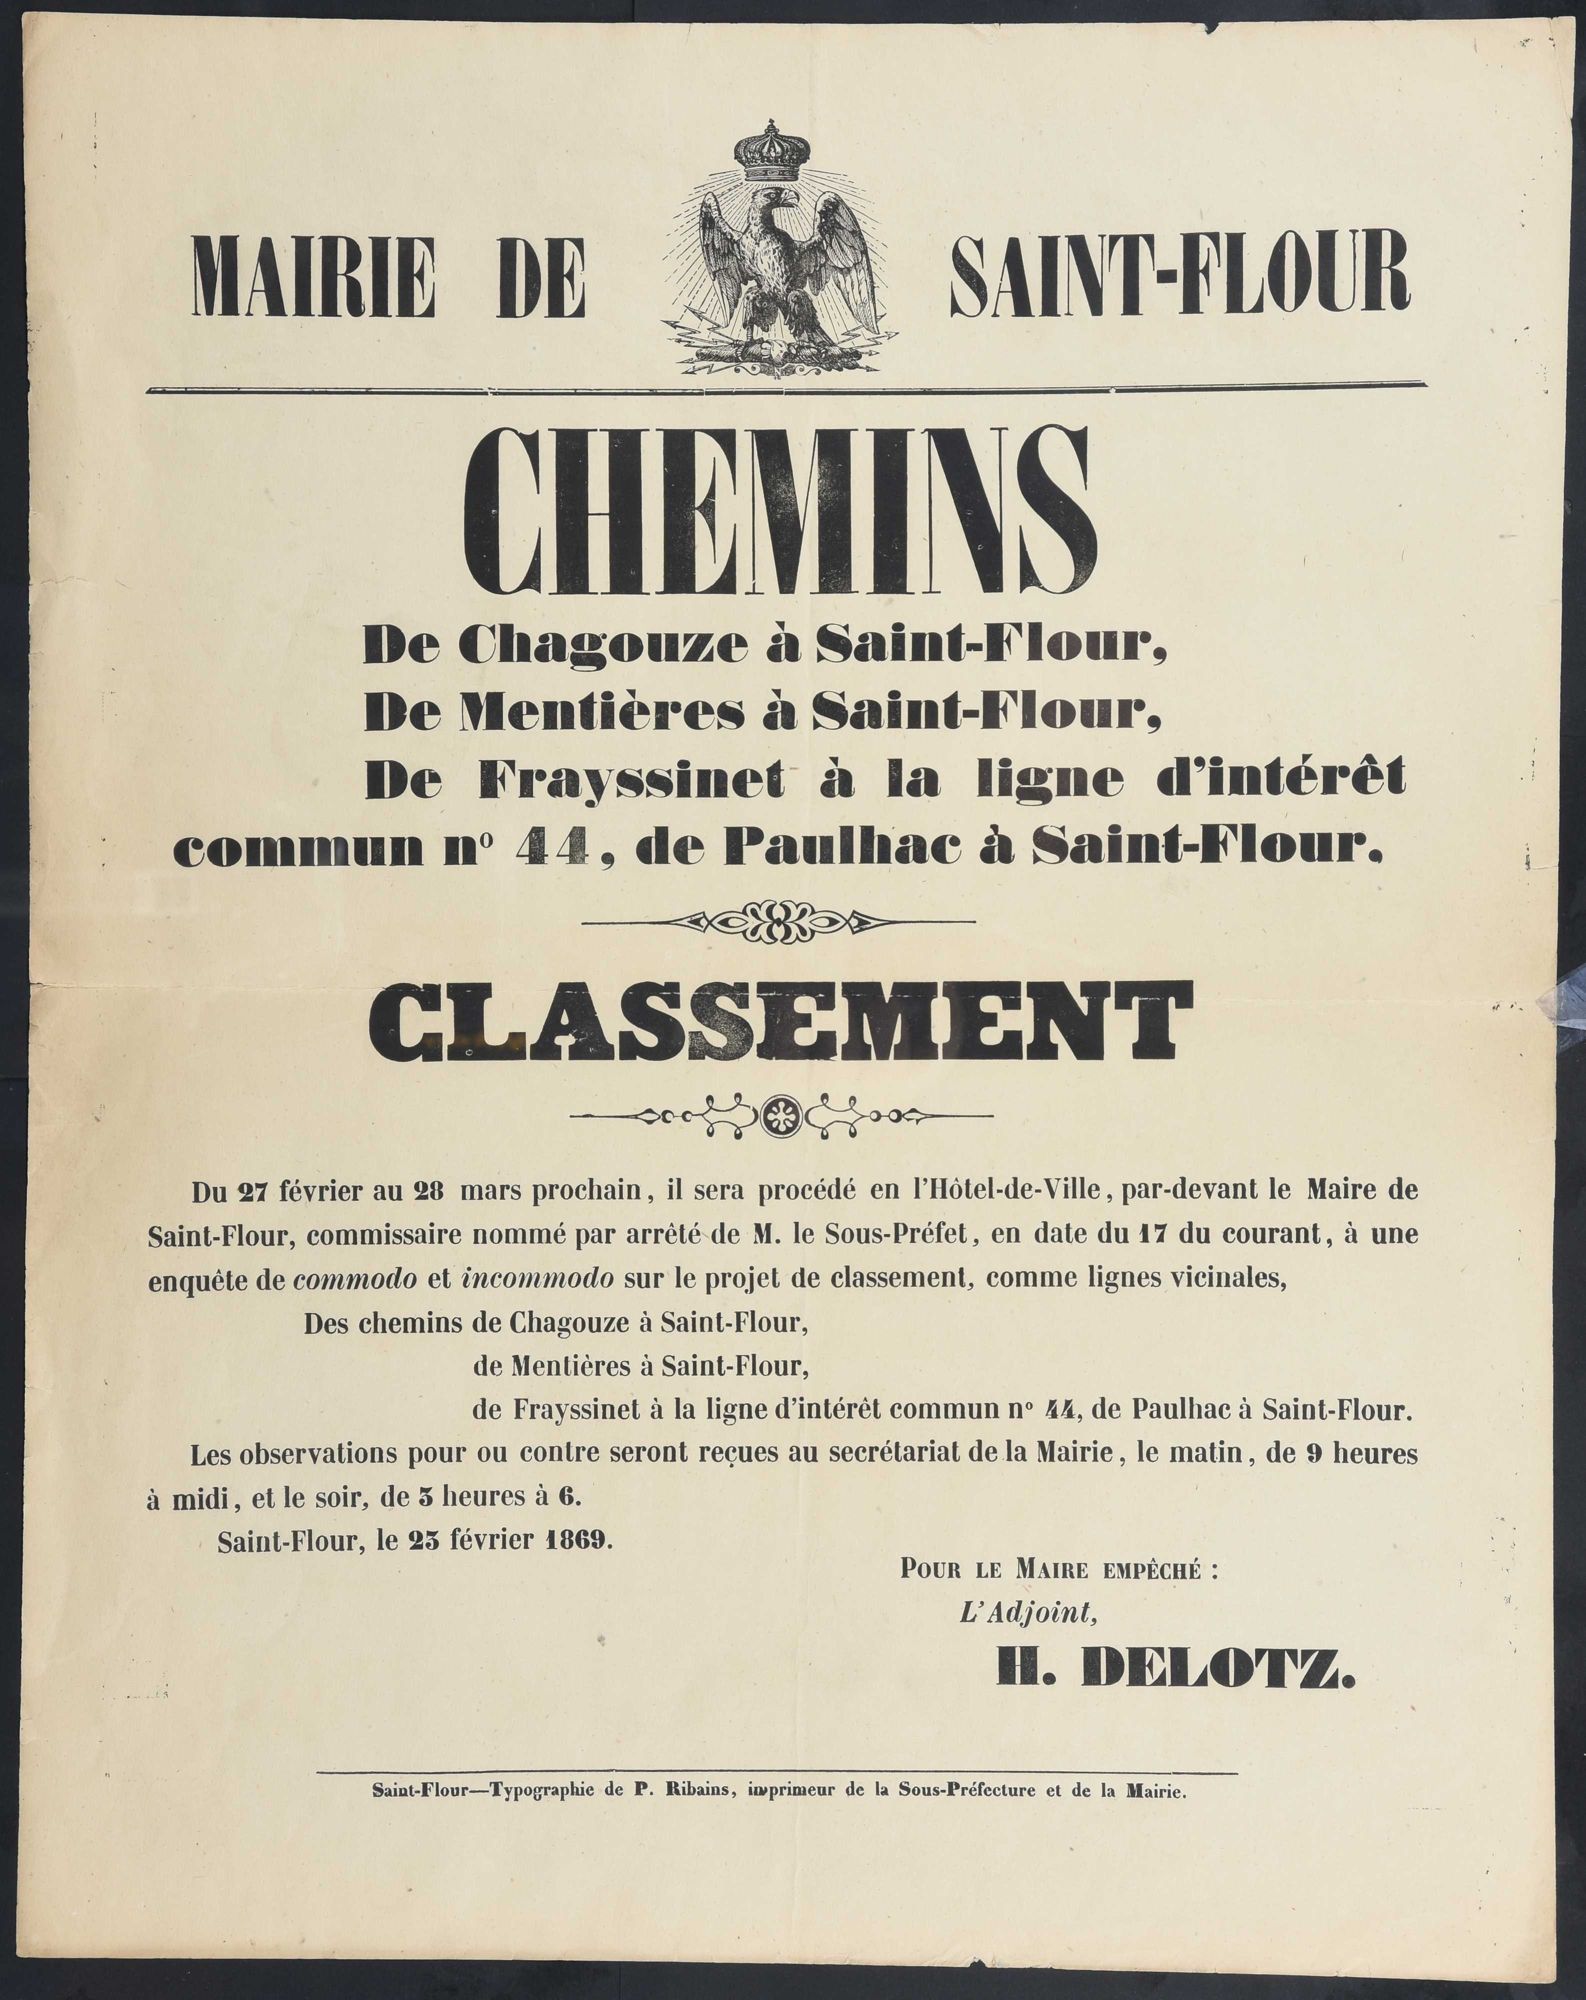 MAIRIE DE SAINT-FLOUR
CHEMINS
De Chagouze à Saint-Flour,
De Mentières à Saint-Flour,
De Frayssinet à la ligne d'intérêt
commun nº 44, de Paulhac à Saint-Flour.
CLASSEMENT
Du 27 février au 28 mars prochain, il sera procédé en l'Hôtel-de-Ville, par-devant le Maire de
Saint-Flour, commissaire nommé par arrêté de M. le Sous-Préfet, en date du 17 du courant, à une
enquête de commodo et incommodo sur le projet de classement, comme lignes vicinales,
Des chemins de Chagouze à Saint-Flour,
de Mentières à Saint-Flour,
de Frayssinet à la ligne d'intérêt commun nº 44, de Paulhac à Saint-Flour.
Les observations pour ou contre seront reçues au secrétariat de la Mairie, le matin, de 9 heures
à midi, et le soir, de 3 heures à 6.
Saint-Flour, le 23 février 1869.
POUR LE MAIRE EMPÊCHÉ :
L'Adjoint,
H. DELOTZ.
Saint-Flour—Typographie de P. Ribains, imprimeur de la Sous-Préfecture et de la Mairie.